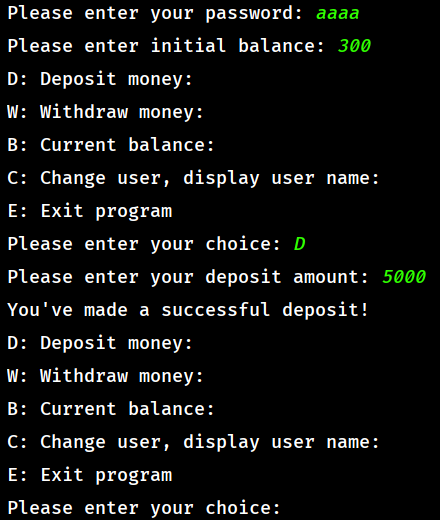 Please enter your password: aaaa
Please enter initial balance: 300
D: Deposit money:
W: Withdraw money:
B: Current balance:
C: Change user, display user name:
E: Exit program
Please enter your choice: D
Please enter your deposit amount: 5000
You've made a successful deposit!
D: Deposit money:
W: Withdraw money:
B: Current balance:
C: Change user, display user name:
E: Exit program
Please enter your choice: